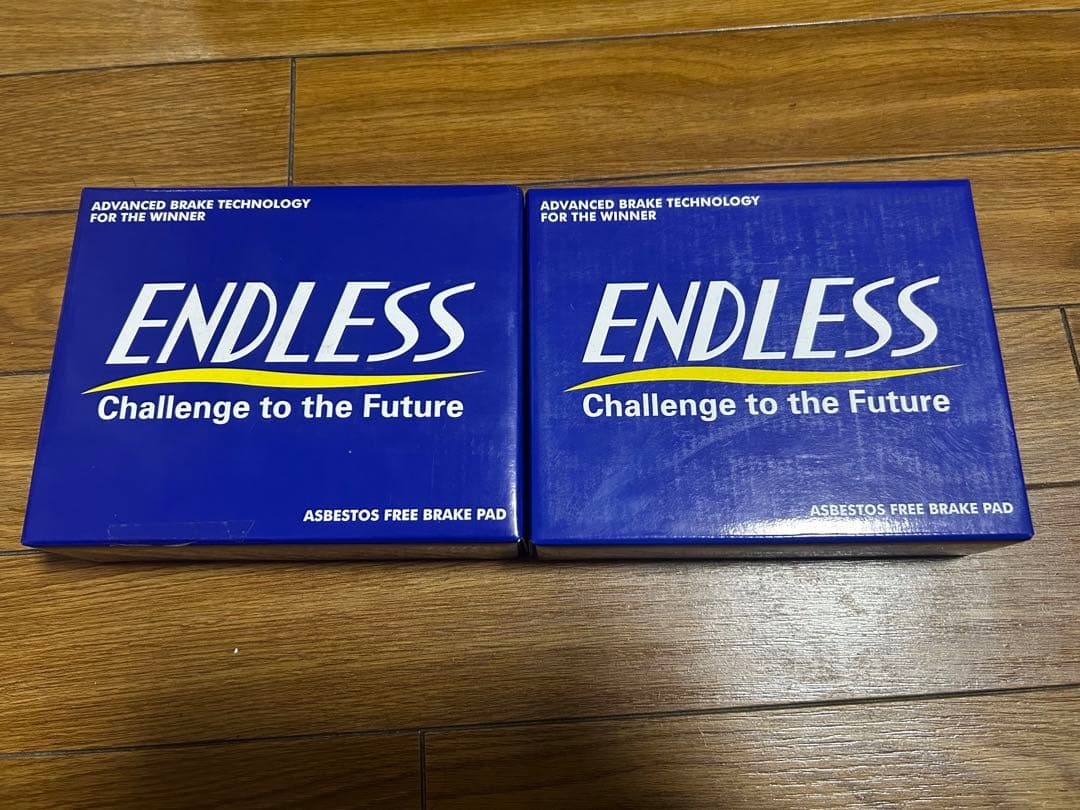 ADVANCED BRAKE TECHNOLOGY
FOR THE WINNER
ENDLESS
Challenge to the Future
ASBESTOS FREE BRAKE PAD
ADVANCED BRAKE TECHNOLOGY
FOR THE WINNER
ENDLESS
Challenge to the Future
ASBESTOS FREE BRAKE PAD